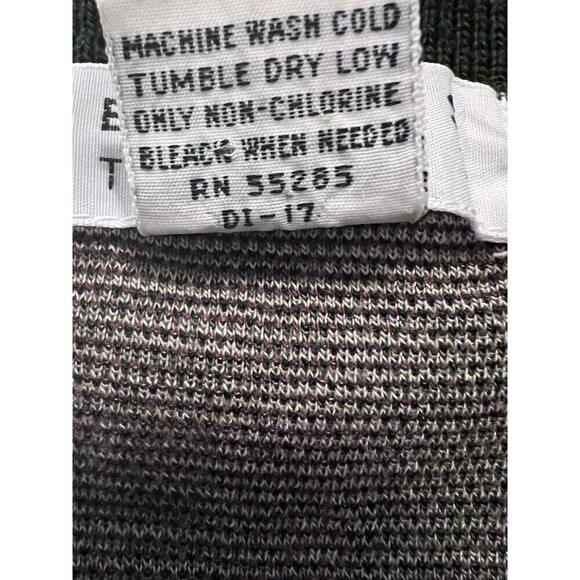 MACHINE WASH COLD
TUMBLE DRY LOW
ONLY NON-CHLORINE
BLEACH WHEN NEEDED
RN 55285
DI-17